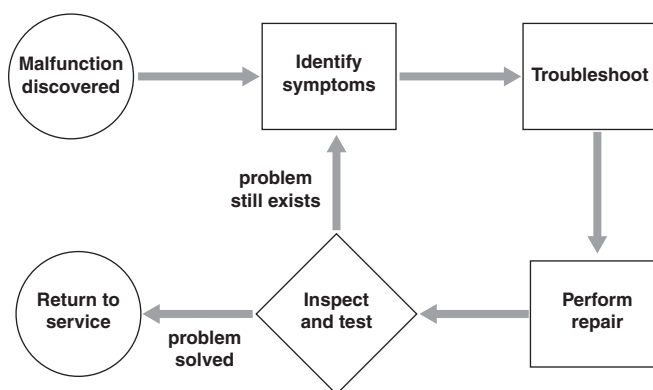 Malfunction
discovered
Identify
symptoms
Troubleshoot
problem
still exists
Return to
service
problem
solved
Inspect
and test
Perform
repair